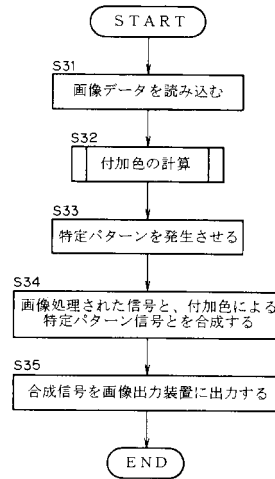 START
S31
画像データを読み込む
S32
付加色の計算
S33
特定パターンを発生させる
S34
画像処理された信号と、付加色による
特定パターン信号とを合成する
S35
合成信号を画像出力装置に出力する
END